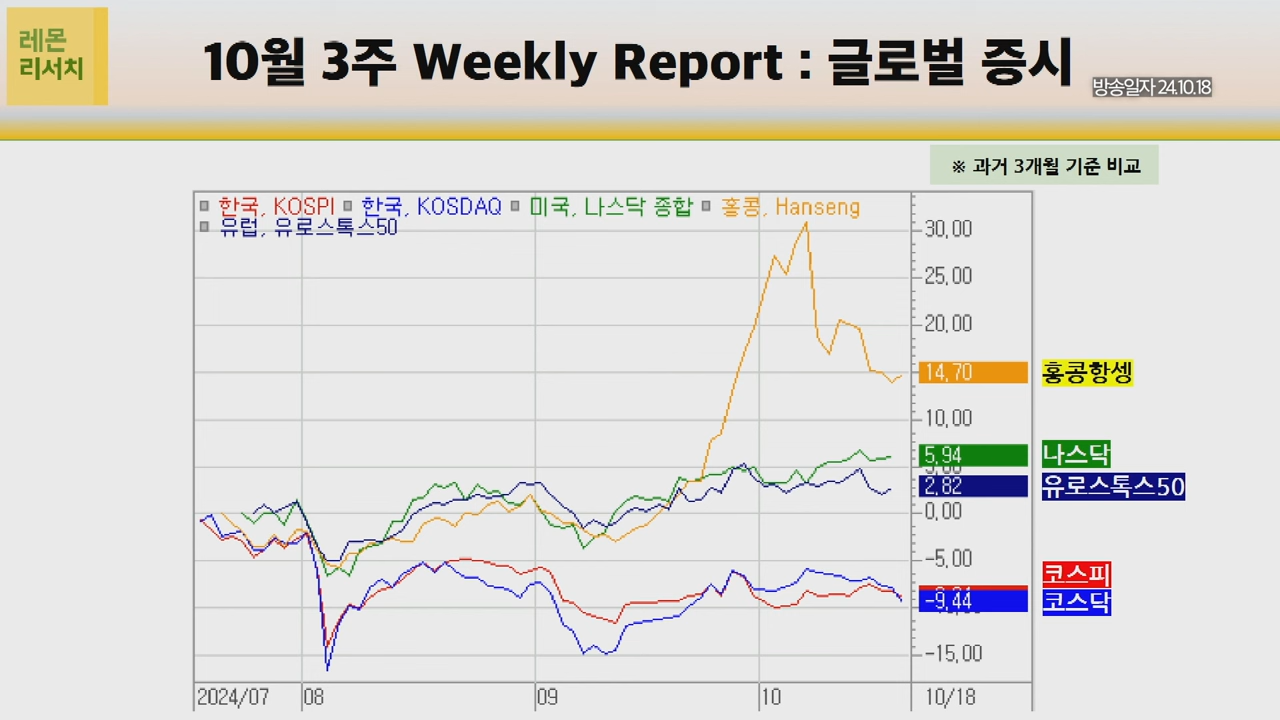 레몬
리서치
10월 3주 Weekly Report : 글로벌 증시
방송일자 24.10.18
※ 과거 3개월 기준 비교
한국, KOSPI 한국, KOSDAQ 미국, 나스닥 종합 홍콩, Hanseng
유럽, 유로스톡스50
30,00
25,00
20,00
14,70 홍콩항셍
10,00
5,94 나스닥
2,82 유로스톡스50
0,00
-5,00
코스피
-9,44 코스닥
-15,00
2024/07 08 09 10 10/18